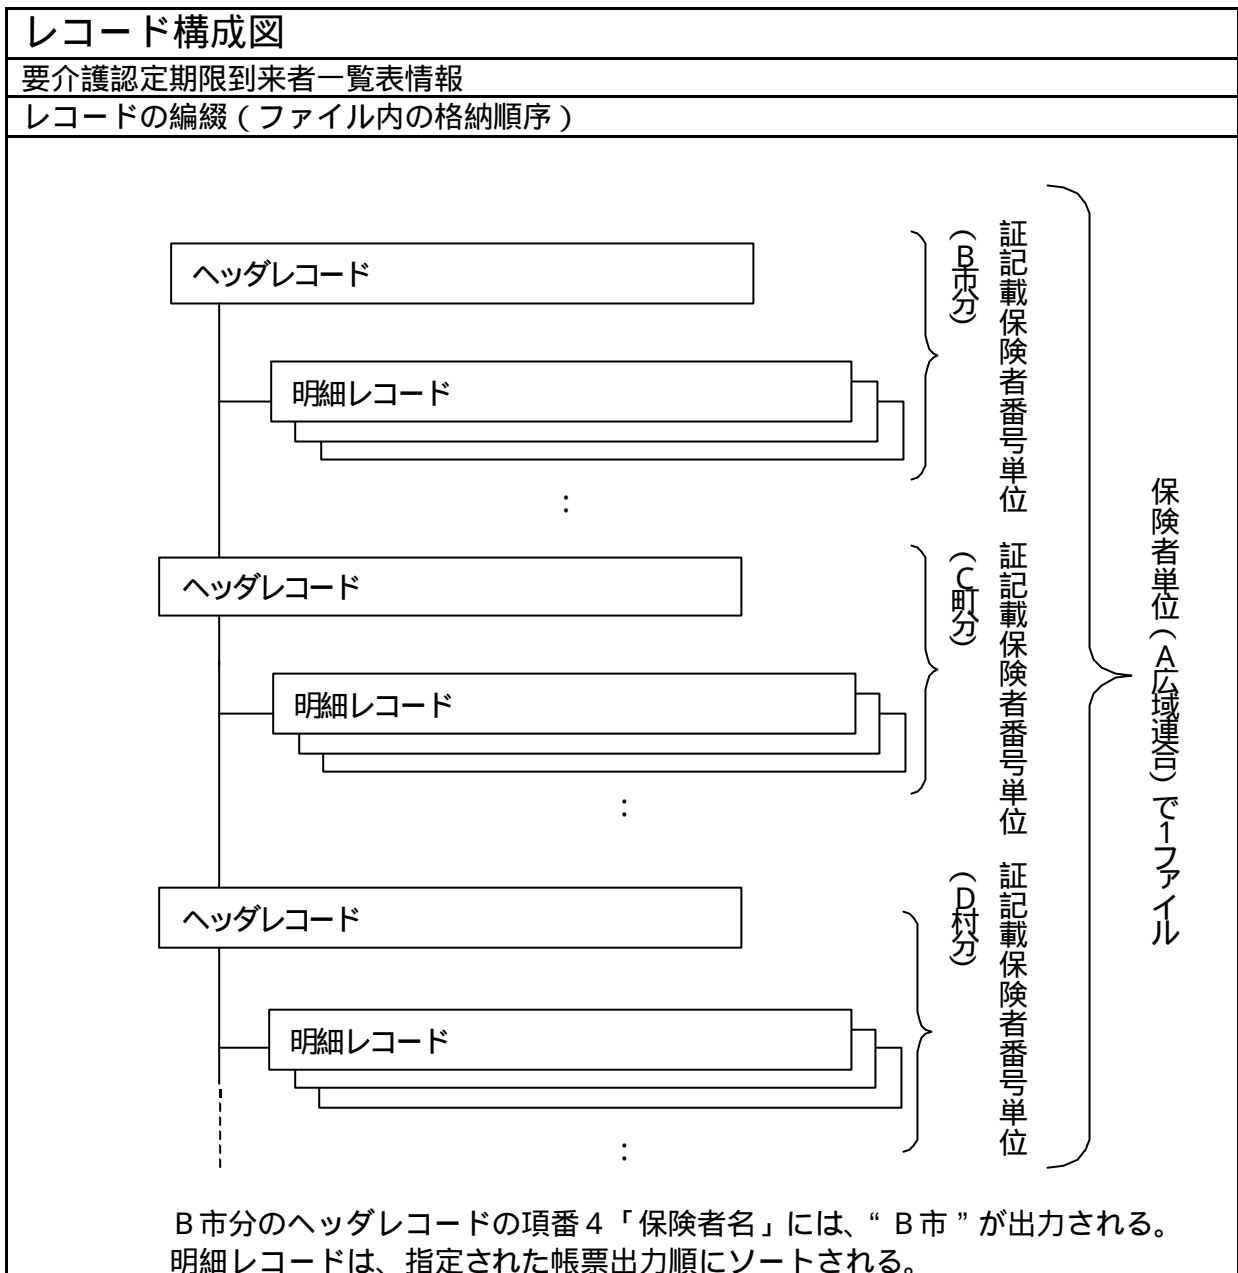 レコード構成図
要介護認定期限到来者一覧表情報
レコードの編綴(ファイル内の格納順序)
ヘッダレコード
明細レコード
:
証記載保険者番号単位
(B市分)
ヘッダレコード
明細レコード
:
証記載保険者番号単位
(C町分)
ヘッダレコード
明細レコード
:
証記載保険者番号単位
(D村分)
保険者単位(A広域連合)で1ファイル
B市分のヘッダレコードの項番4「保険者名」には、“B市”が出力される。
明細レコードは、指定された帳票出力順にソートされる。